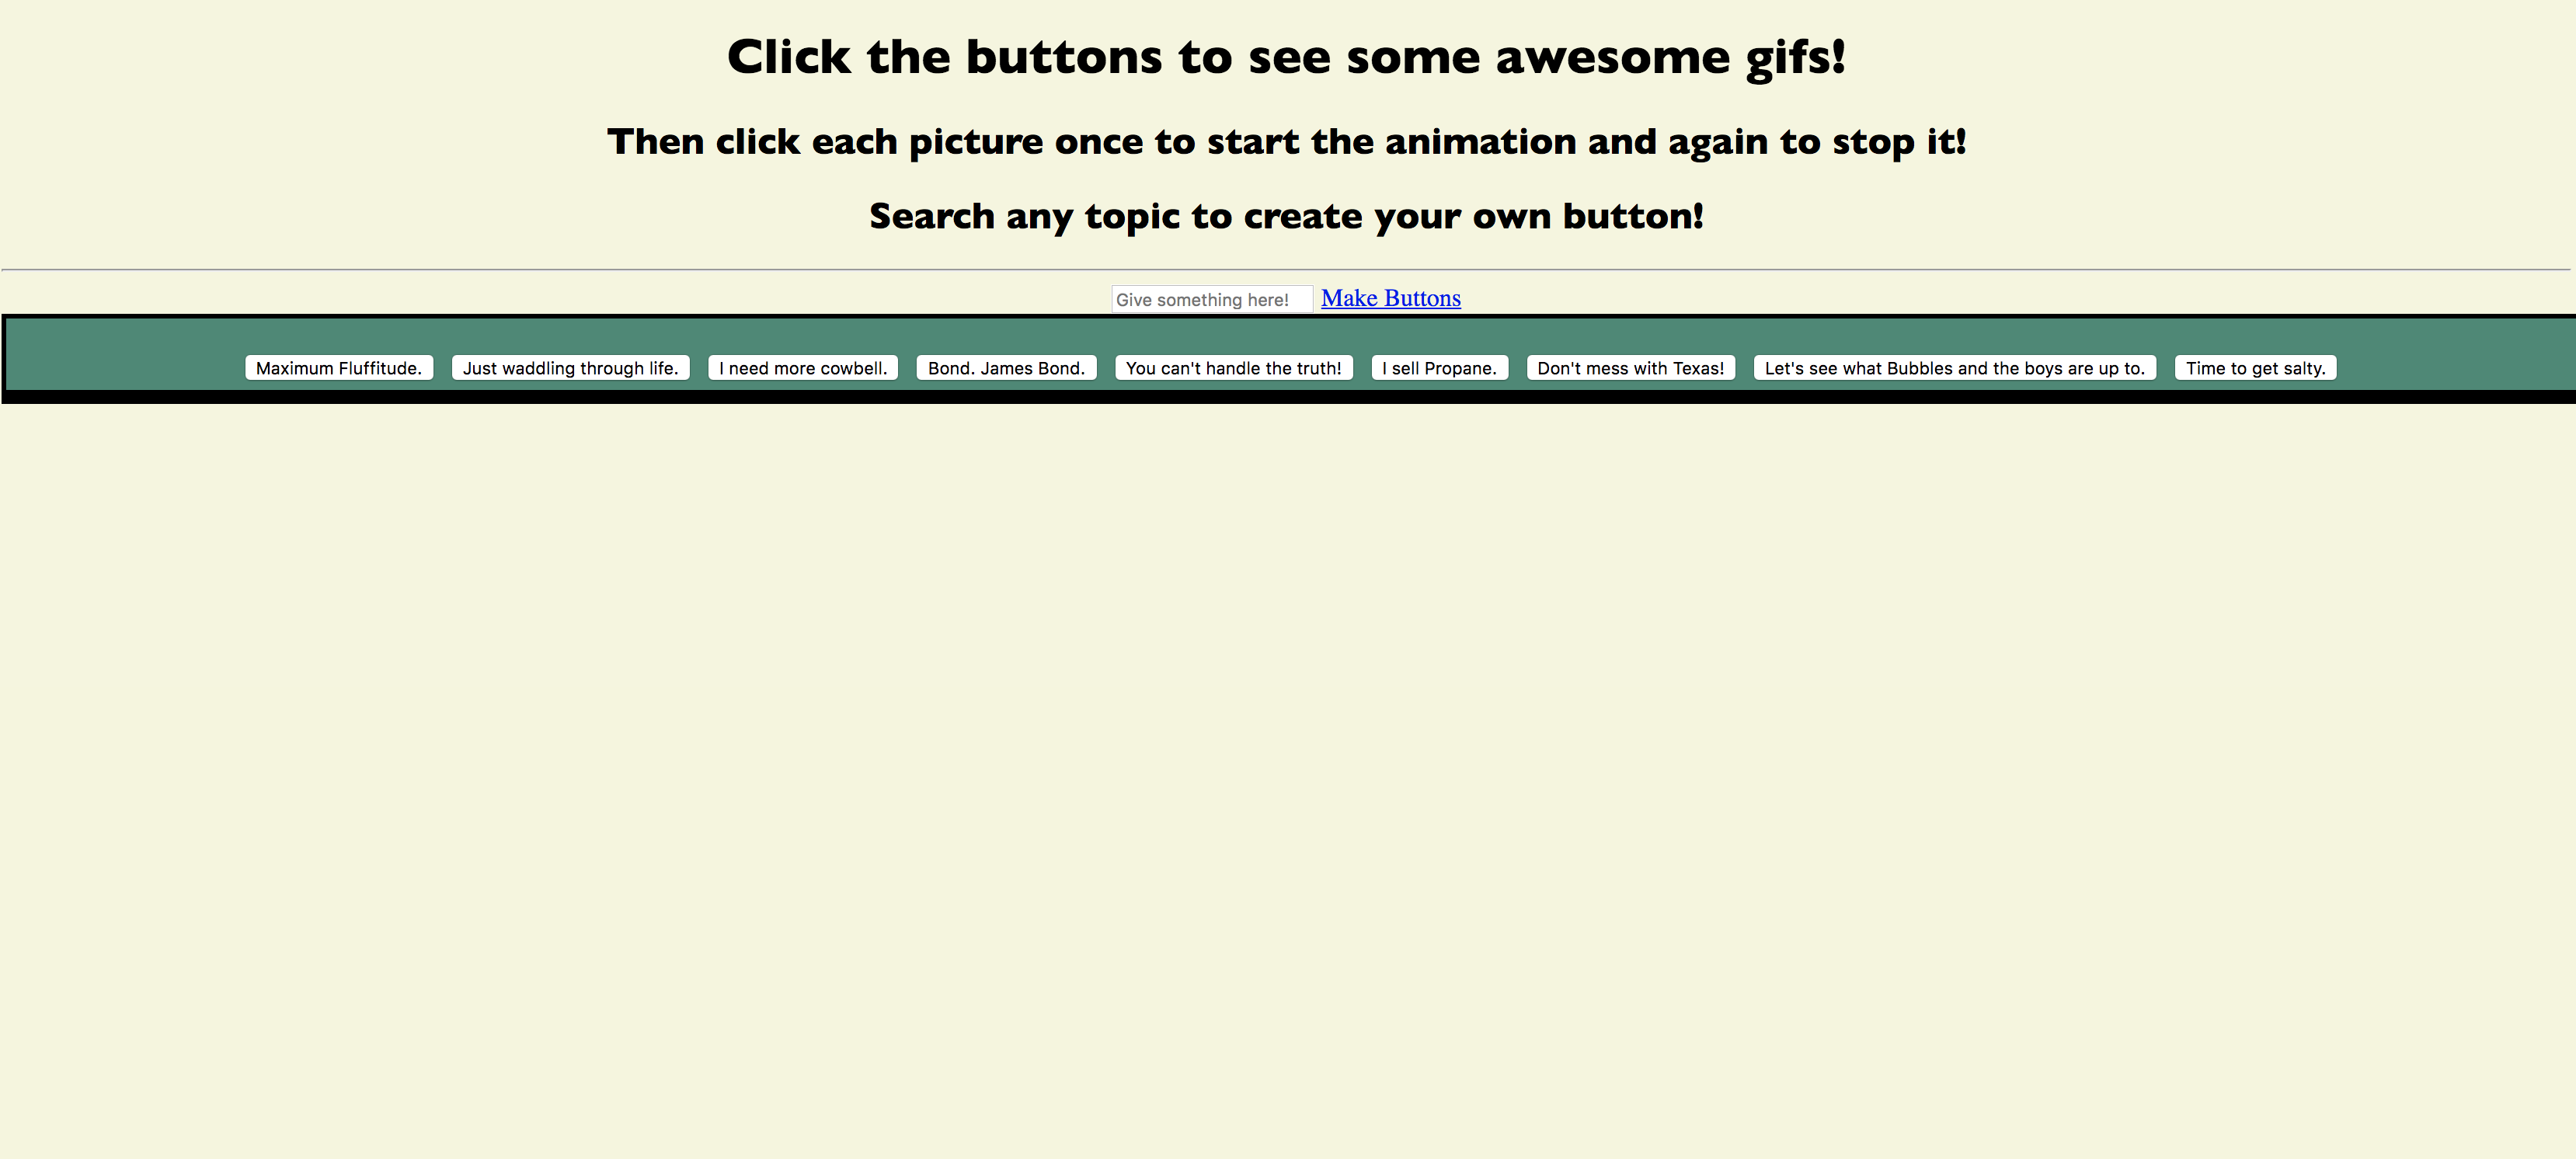 Click the buttons to see some awesome gifs!
Then click each picture once to start the animation and again to stop it!
Search any topic to create your own button!
Give something here! Make Buttons
Maximum Fluffitude. Just waddling through life. I need more cowbell. Bond. James Bond. You can't handle the truth! I sell Propane. Don't mess with Texas! Let's see what Bubbles and the boys are up to. Time to get salty.